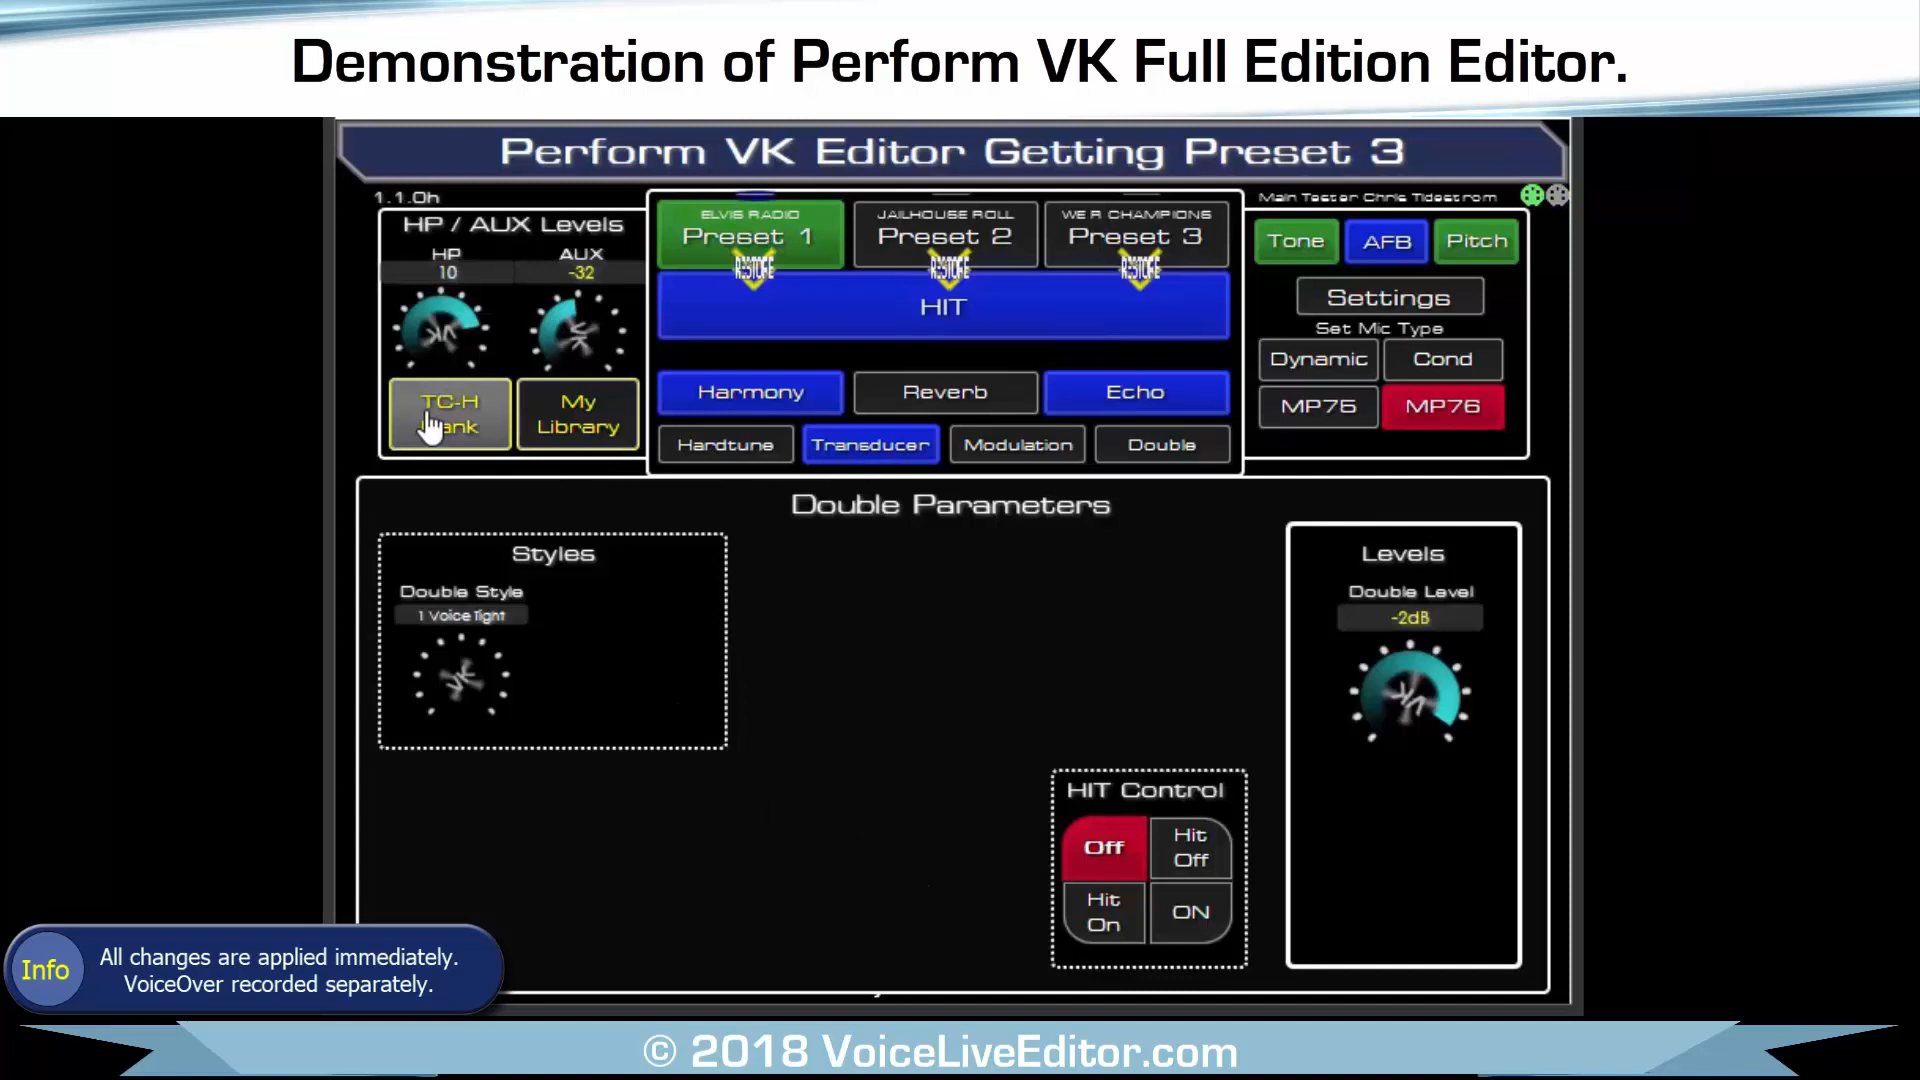 Demonstration of Perform VK Full Edition Editor.
Perform VK Editor Getting Preset 3
1.1.0h
Main Tester Chris Tidestrom
HP / AUX Levels
HP
AUX
10
-32
TC-H
My
Library
ELVIS RADIO
Preset 1
RESTORE
JAILHOUSE ROLL
Preset 2
RESTORE
WE R CHAMPIONS
Preset 3
RESTORE
HIT
Harmony
Reverb
Echo
Hardtune
Transducer
Modulation
Double
Tone
AFB
Pitch
Settings
Set Mic Type
Dynamic
Cond
MP75
MP76
Double Parameters
Styles
Double Style
1 Voice Tight
VK
Levels
Double Level
-2dB
HIT Control
Off
Hit
Off
Hit
On
ON
Info
All changes are applied immediately.
VoiceOver recorded separately.
© 2018 VoiceLiveEditor.com